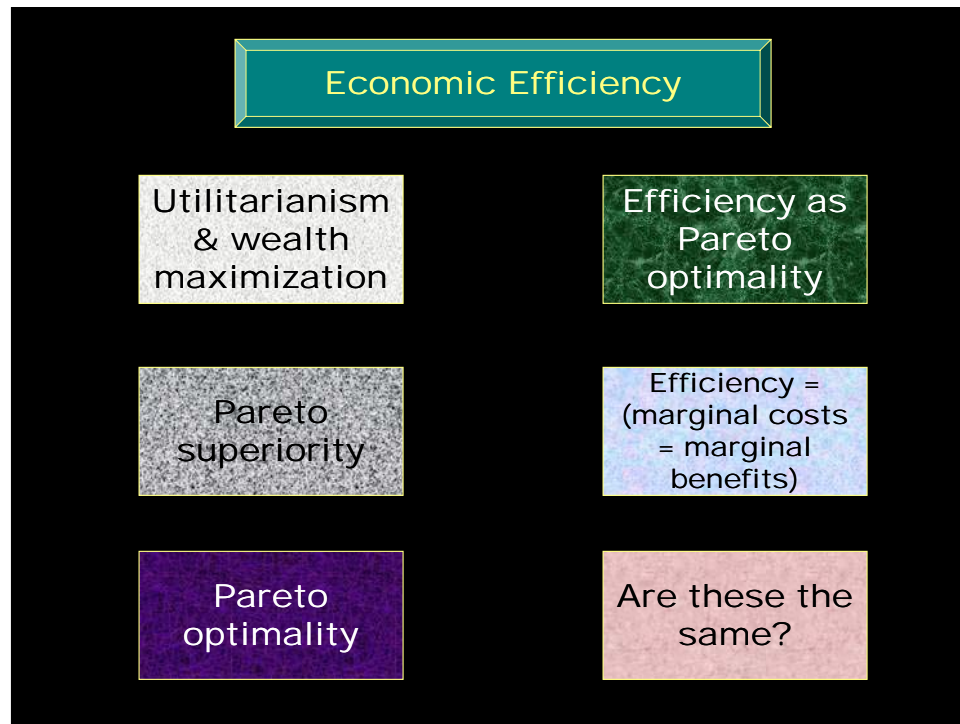 Economic Efficiency
Utilitarianism
& wealth
maximization
Pareto
superiority
Pareto
optimality
Efficiency as
Pareto
optimality
Efficiency =
(marginal costs
= marginal
benefits)
Are these the
same?